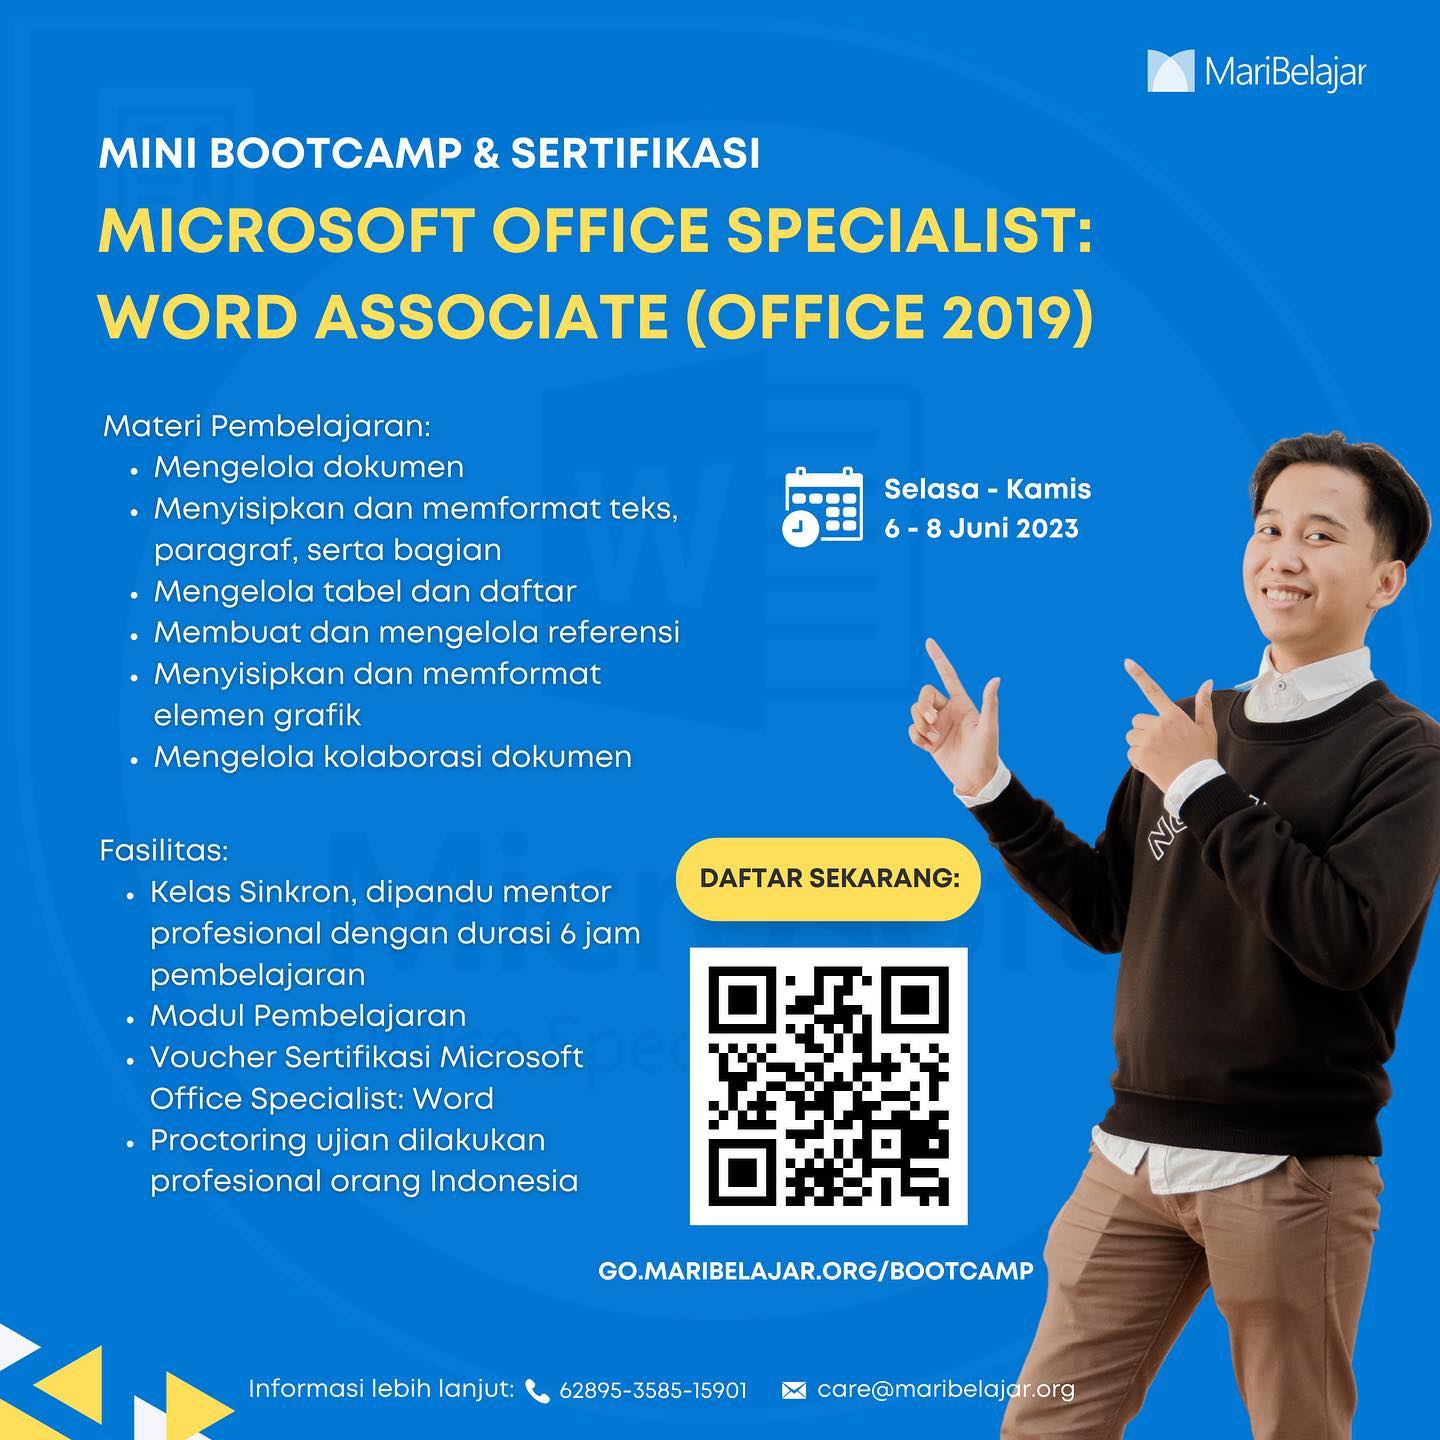 MariBelajar
MINI BOOTCAMP & SERTIFIKASI
MICROSOFT OFFICE SPECIALIST:
WORD ASSOCIATE (OFFICE 2019)
Materi Pembelajaran:
• Mengelola dokumen
• Menyisipkan dan memformat teks,
paragraf, serta bagian
• Mengelola tabel dan daftar
• Membuat dan mengelola referensi
• Menyisipkan dan memformat
elemen grafik
• Mengelola kolaborasi dokumen
Selasa - Kamis
6 - 8 Juni 2023
Fasilitas:
• Kelas Sinkron, dipandu mentor
profesional dengan durasi 6 jam
pembelajaran
• Modul Pembelajaran
• Voucher Sertifikasi Microsoft
Office Specialist: Word
• Proctoring ujian dilakukan
profesional orang Indonesia
DAFTAR SEKARANG:
GO.MARIBELAJAR.ORG/BOOTCAMP
Informasi lebih lanjut: 62895-3585-15901 care@maribelajar.org